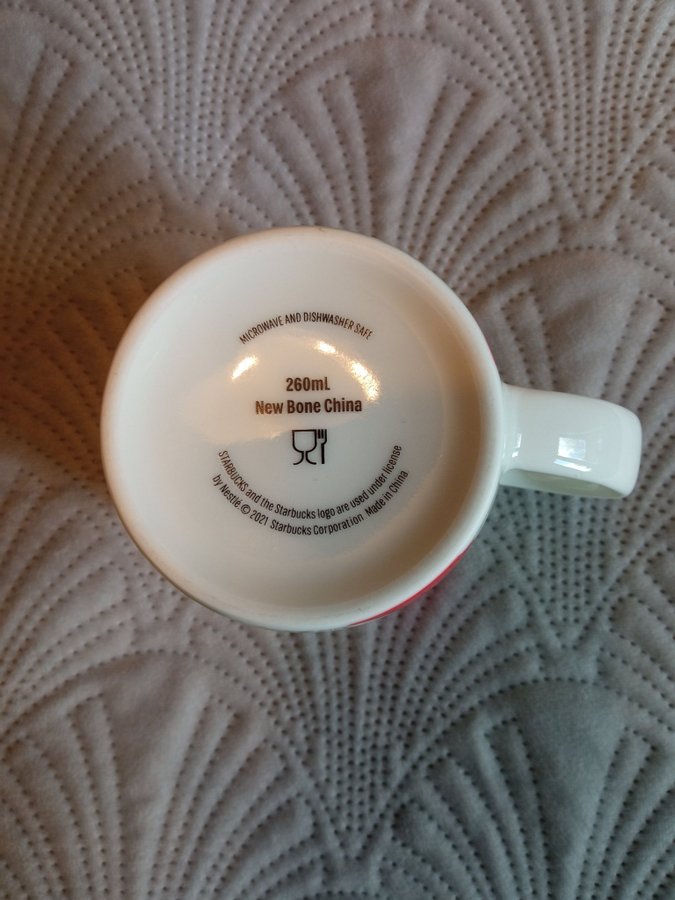 MICROWAVE AND DISHWASHER SAFE
260mL
New Bone China
STARBUCKS and the Starbucks logo are used under license
by Nestlé © 2021 Starbucks Corporation Made in China